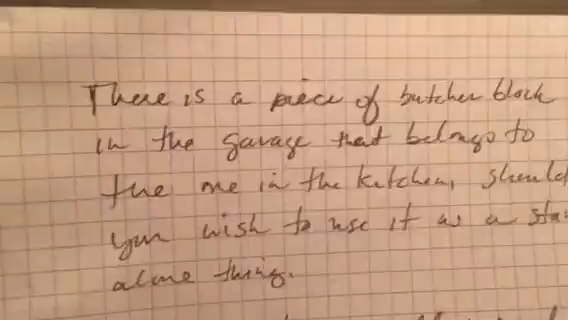 There is a piece of butcher block
in the garage that belongs to
the one in the kitchen, should
you wish to use it as a sta
alone thing.